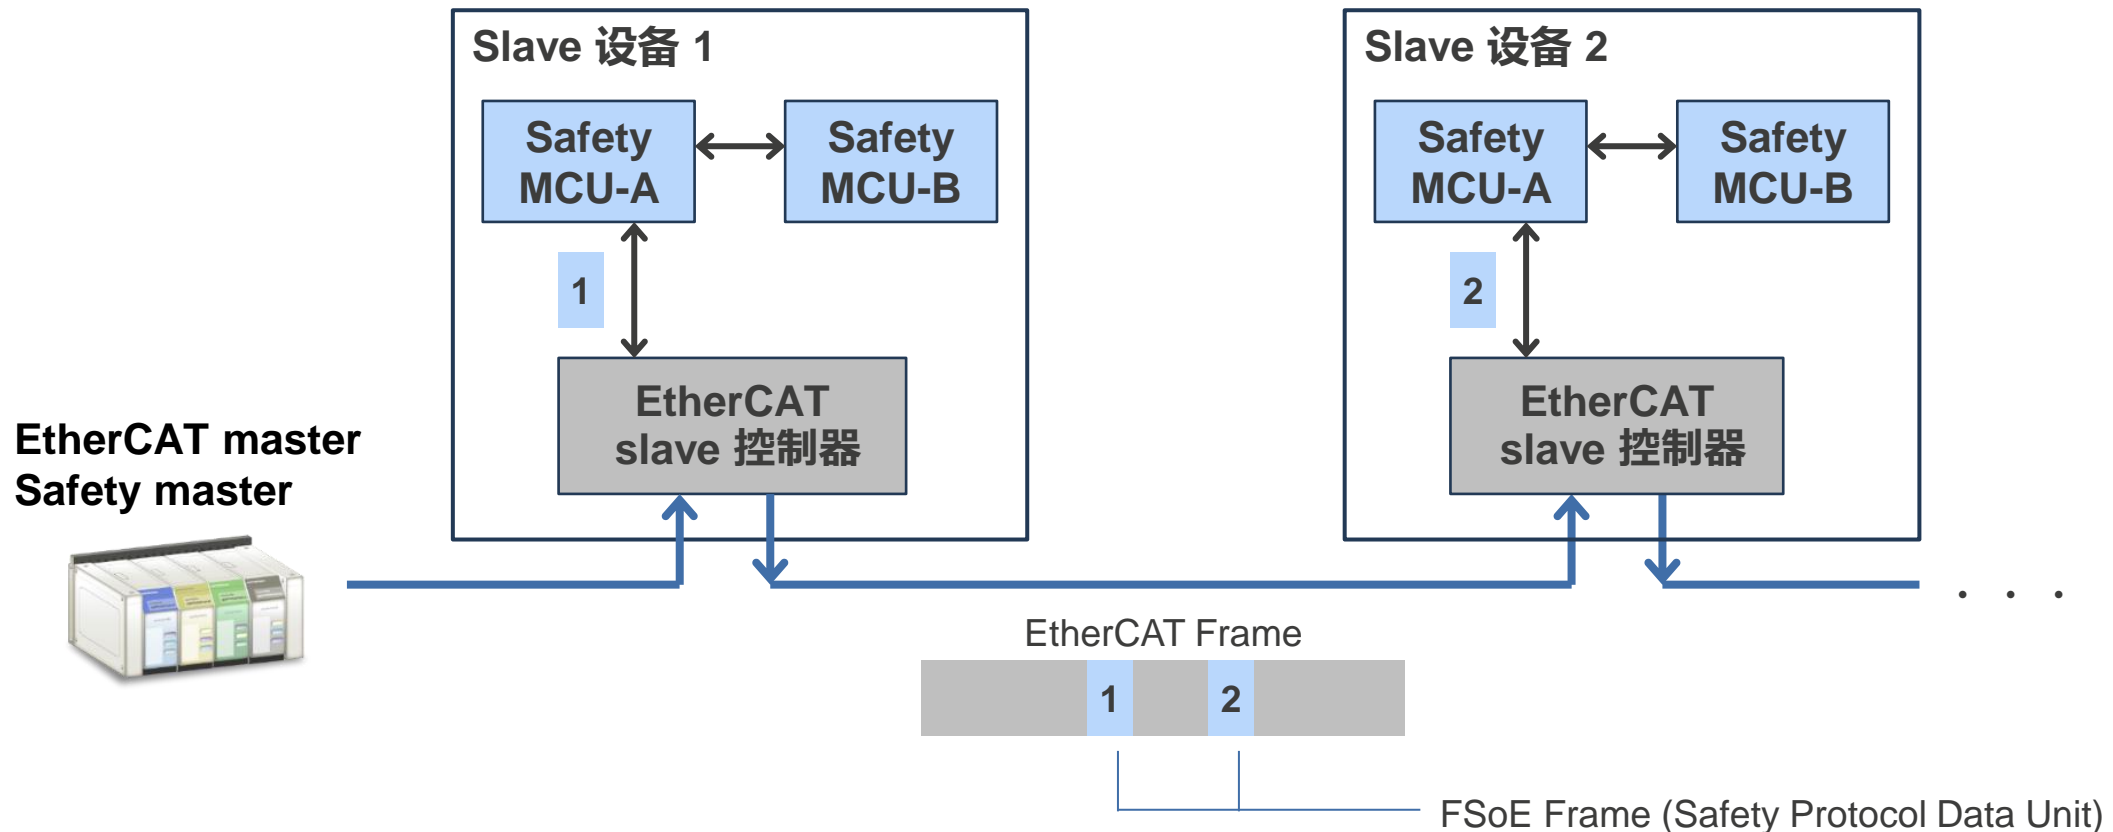 Slave 设备 1
Safety
MCU-A
Safety
MCU-B
1
EtherCAT
slave 控制器
Slave 设备 2
Safety
MCU-A
Safety
MCU-B
2
EtherCAT
slave 控制器
EtherCAT master
Safety master
. . .
EtherCAT Frame
1
2
FSoE Frame (Safety Protocol Data Unit)